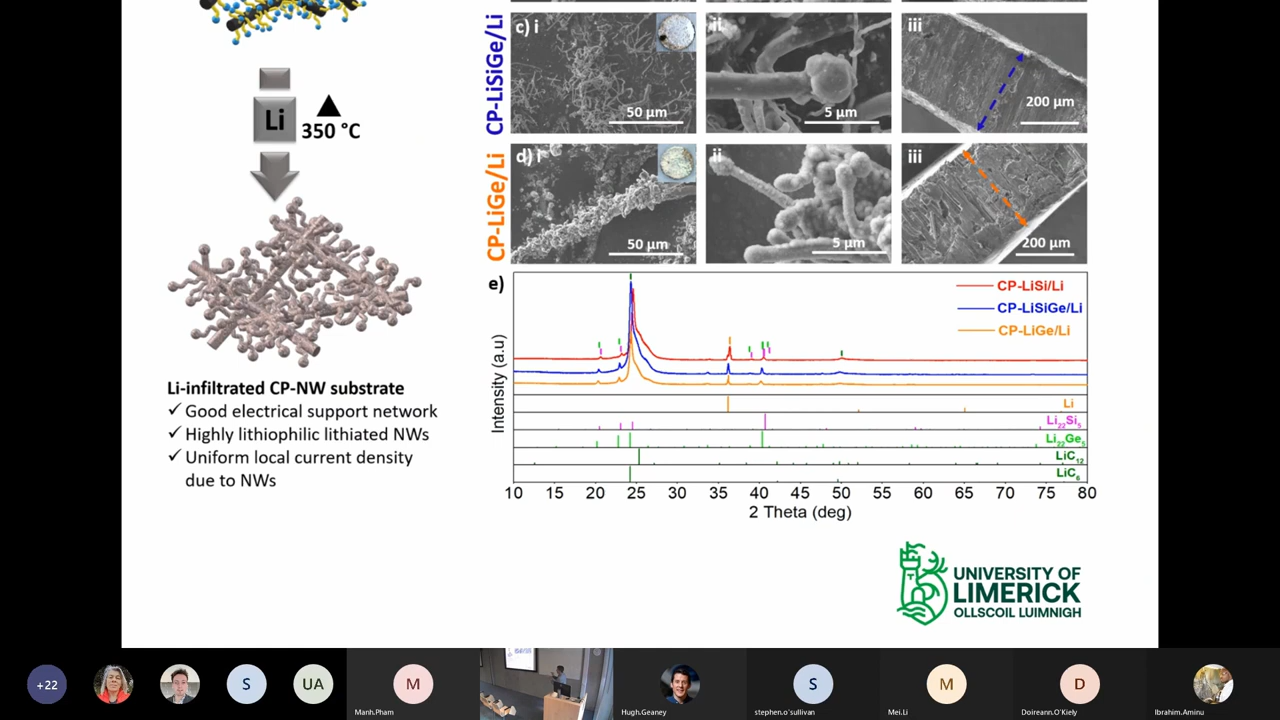 Li
350 °C
Li-infiltrated CP-NW substrate
✓ Good electrical support network
✓ Highly lithiophilic lithiated NWs
✓ Uniform local current density
due to NWs
CP-LiSiGe/Li
c) i
50 µm
ii
5 µm
iii
200 µm
CP-LiGe/Li
d) i
50 µm
ii
5 µm
iii
200 µm
e)
CP-LiSi/Li
CP-LiSiGe/Li
CP-LiGe/Li
Intensity (a.u)
Li
Li22Si5
Li22Ge5
LiC12
LiC6
10 15 20 25 30 35 40 45 50 55 60 65 70 75 80
2 Theta (deg)
UNIVERSITY OF
LIMERICK
OLLSCOIL LUIMNIGH
+22
S
UA
M
Manh.Pham
Hugh.Geaney
S
stephen.o'sullivan
M
Mei.Li
D
Doireann.O'Kiely
Ibrahim.Aminu